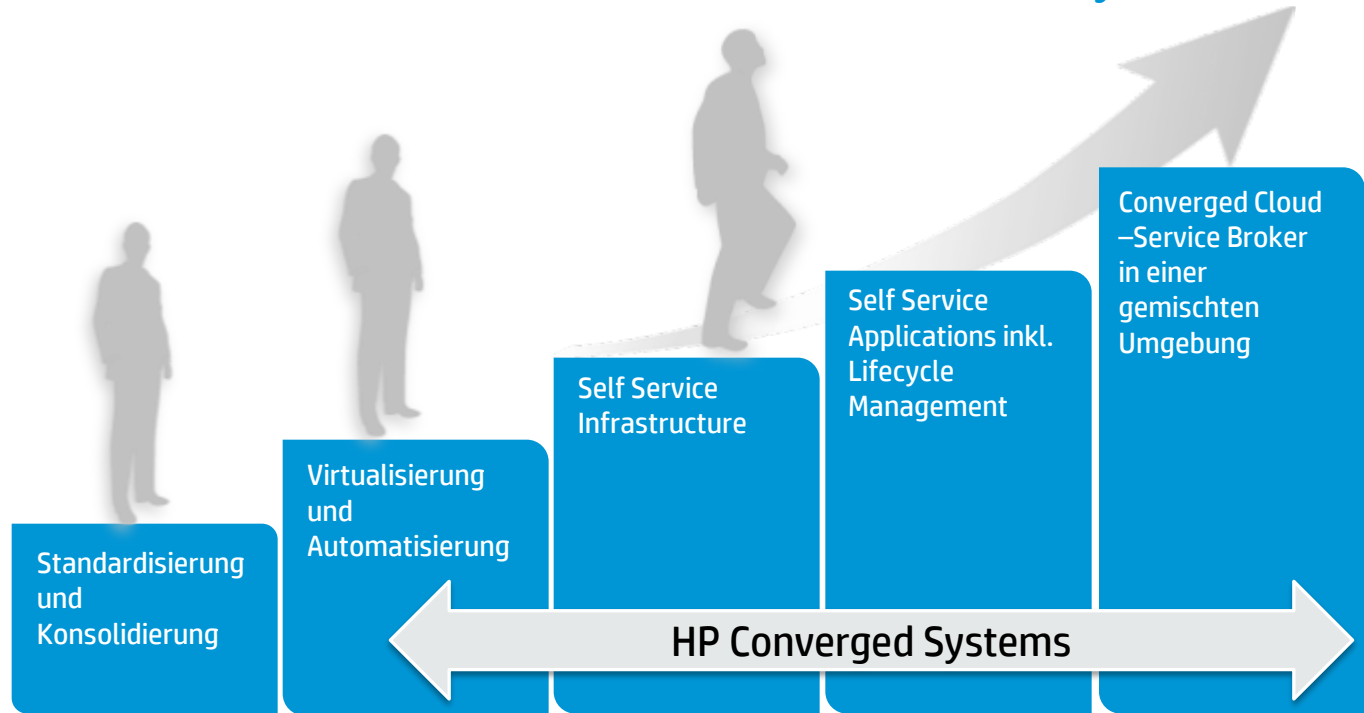 Standardisierung
und
Konsolidierung
Virtualisierung
und
Automatisierung
Self Service
Infrastructure
Self Service
Applications inkl.
Lifecycle
Management
Converged Cloud
–Service Broker
in einer
gemischten
Umgebung
HP Converged Systems